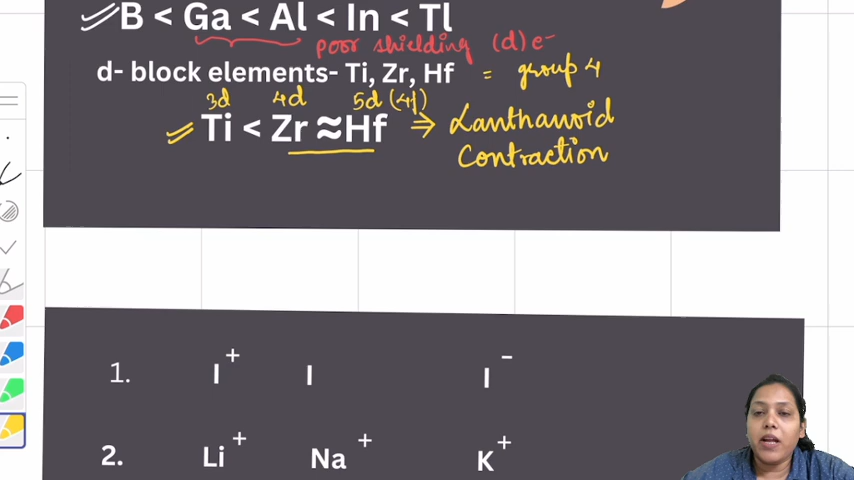 B < Ga < Al < In < Tl
poor shielding (d) e⁻
d- block elements- Ti, Zr, Hf = group 4
3d 4d 5d (4f)
Ti < Zr ≈ Hf ⇒ Lanthanoid
Contraction
1. I⁺ I I⁻
2. Li⁺ Na⁺ K⁺